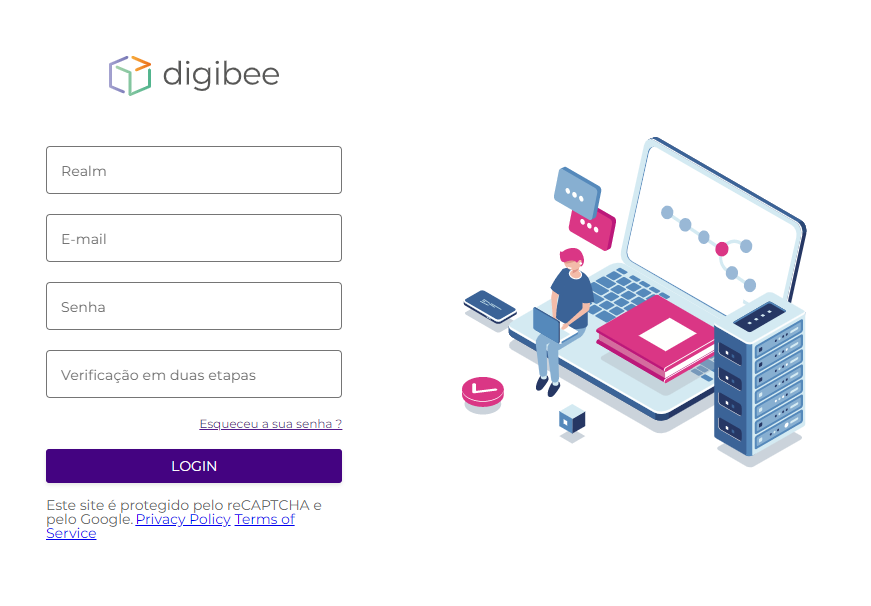 digibee
Realm
E-mail
Senha
Verificação em duas etapas
Esqueceu a sua senha ?
LOGIN
Este site é protegido pelo reCAPTCHA e
pelo Google. Privacy Policy Terms of
Service